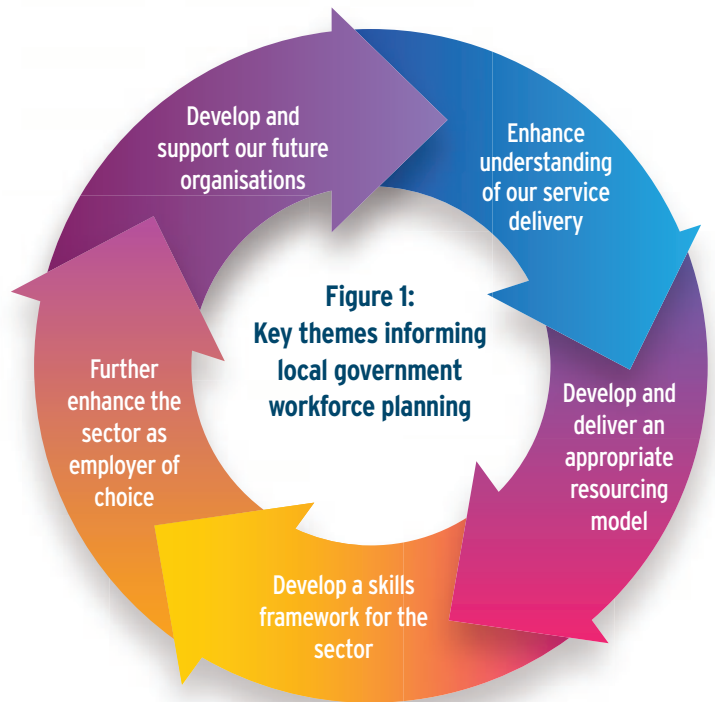 Develop and
support our future
organisations
Enhance
understanding
of our service
delivery
Figure 1:
Key themes informing
local government
workforce planning
Develop and
deliver an
appropriate
resourcing
model
Further
enhance the
sector as
employer of
choice
Develop a skills
framework for the
sector